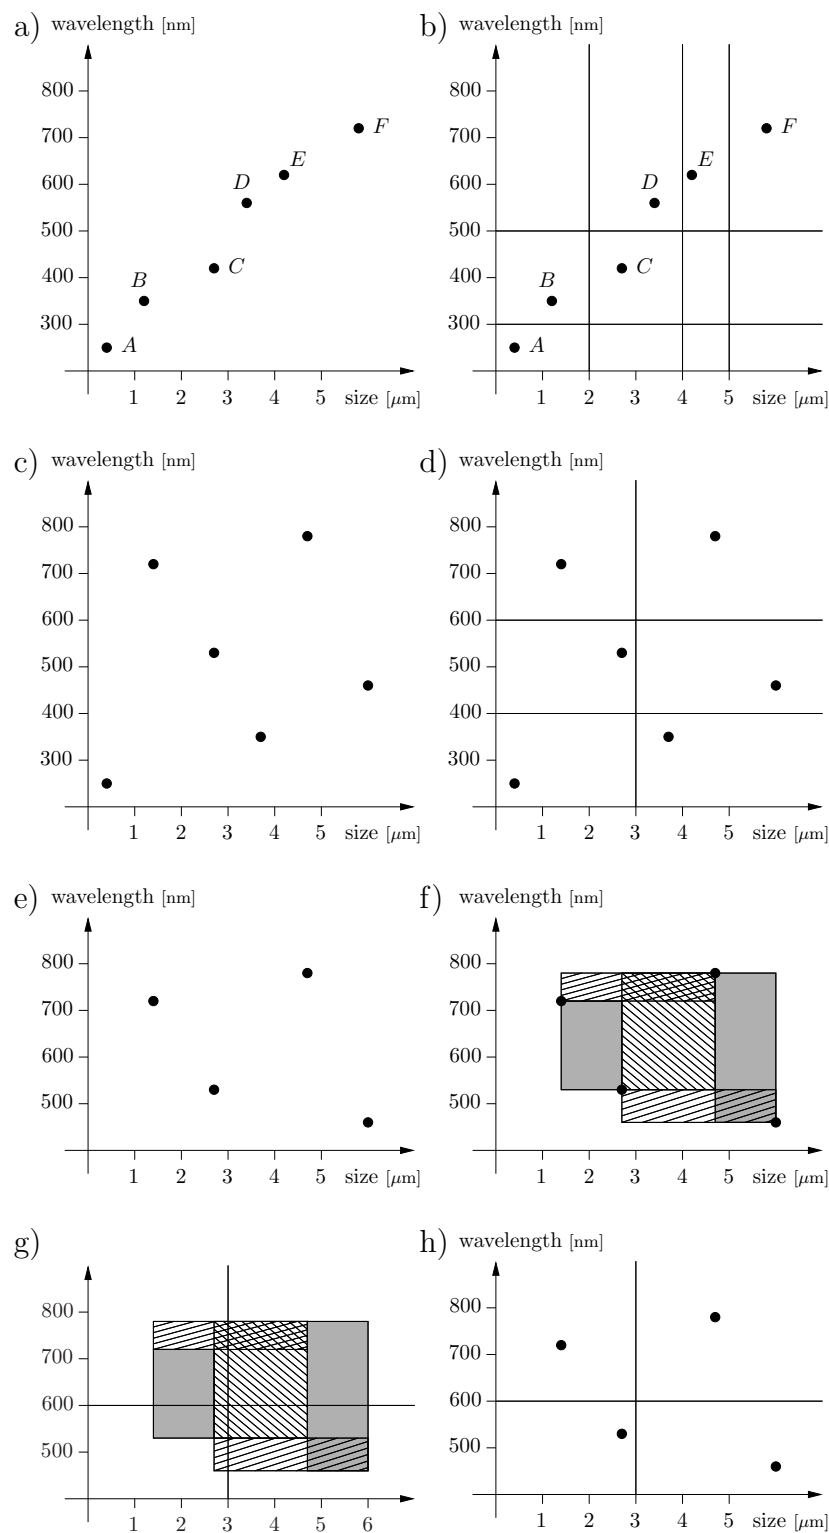 a) wavelength [nm]
800
700
600
500
400
300
A
B
C
D
E
F
1 2 3 4 5 size [μm]
b) wavelength [nm]
800
700
600
500
400
300
A
B
C
D
E
F
1 2 3 4 5 size [μm]
c) wavelength [nm]
800
700
600
500
400
300
1 2 3 4 5 size [μm]
d) wavelength [nm]
800
700
600
500
400
300
1 2 3 4 5 size [μm]
e) wavelength [nm]
800
700
600
500
1 2 3 4 5 size [μm]
f) wavelength [nm]
800
700
600
500
1 2 3 4 5 size [μm]
g)
800
700
600
500
1 2 3 4 5 6
h) wavelength [nm]
800
700
600
500
1 2 3 4 5 size [μm]